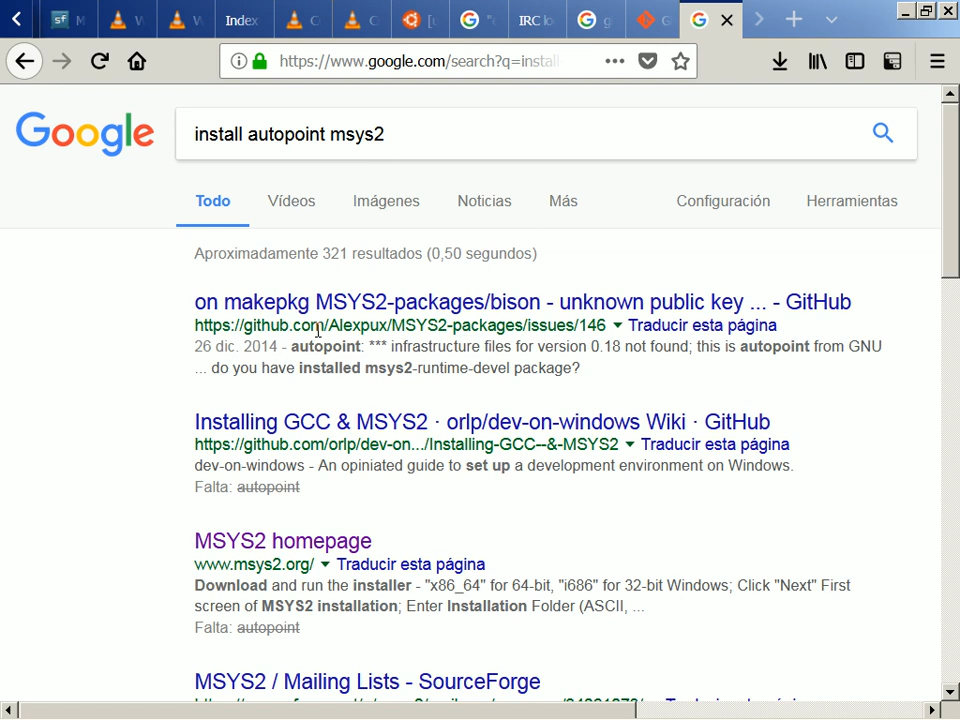 Index
IRC lo
https://www.google.com/search?q=instal
Google
install autopoint msys2
Todo Vídeos Imágenes Noticias Más Configuración Herramientas
Aproximadamente 321 resultados (0,50 segundos)
on makepkg MSYS2-packages/bison - unknown public key ... - GitHub
https://github.com/Alexpux/MSYS2-packages/issues/146 Traducir esta página
26 dic. 2014 - autopoint: *** infrastructure files for version 0.18 not found; this is autopoint from GNU
... do you have installed msys2-runtime-devel package?
Installing GCC & MSYS2 · orlp/dev-on-windows Wiki · GitHub
https://github.com/orlp/dev-on.../Installing-GCC--&-MSYS2 Traducir esta página
dev-on-windows - An opiniated guide to set up a development environment on Windows.
Falta: autopoint
MSYS2 homepage
www.msys2.org/ Traducir esta página
Download and run the installer - "x86_64" for 64-bit, "i686" for 32-bit Windows; Click "Next" First
screen of MSYS2 installation; Enter Installation Folder (ASCII, ...
Falta: autopoint
MSYS2 / Mailing Lists - SourceForge